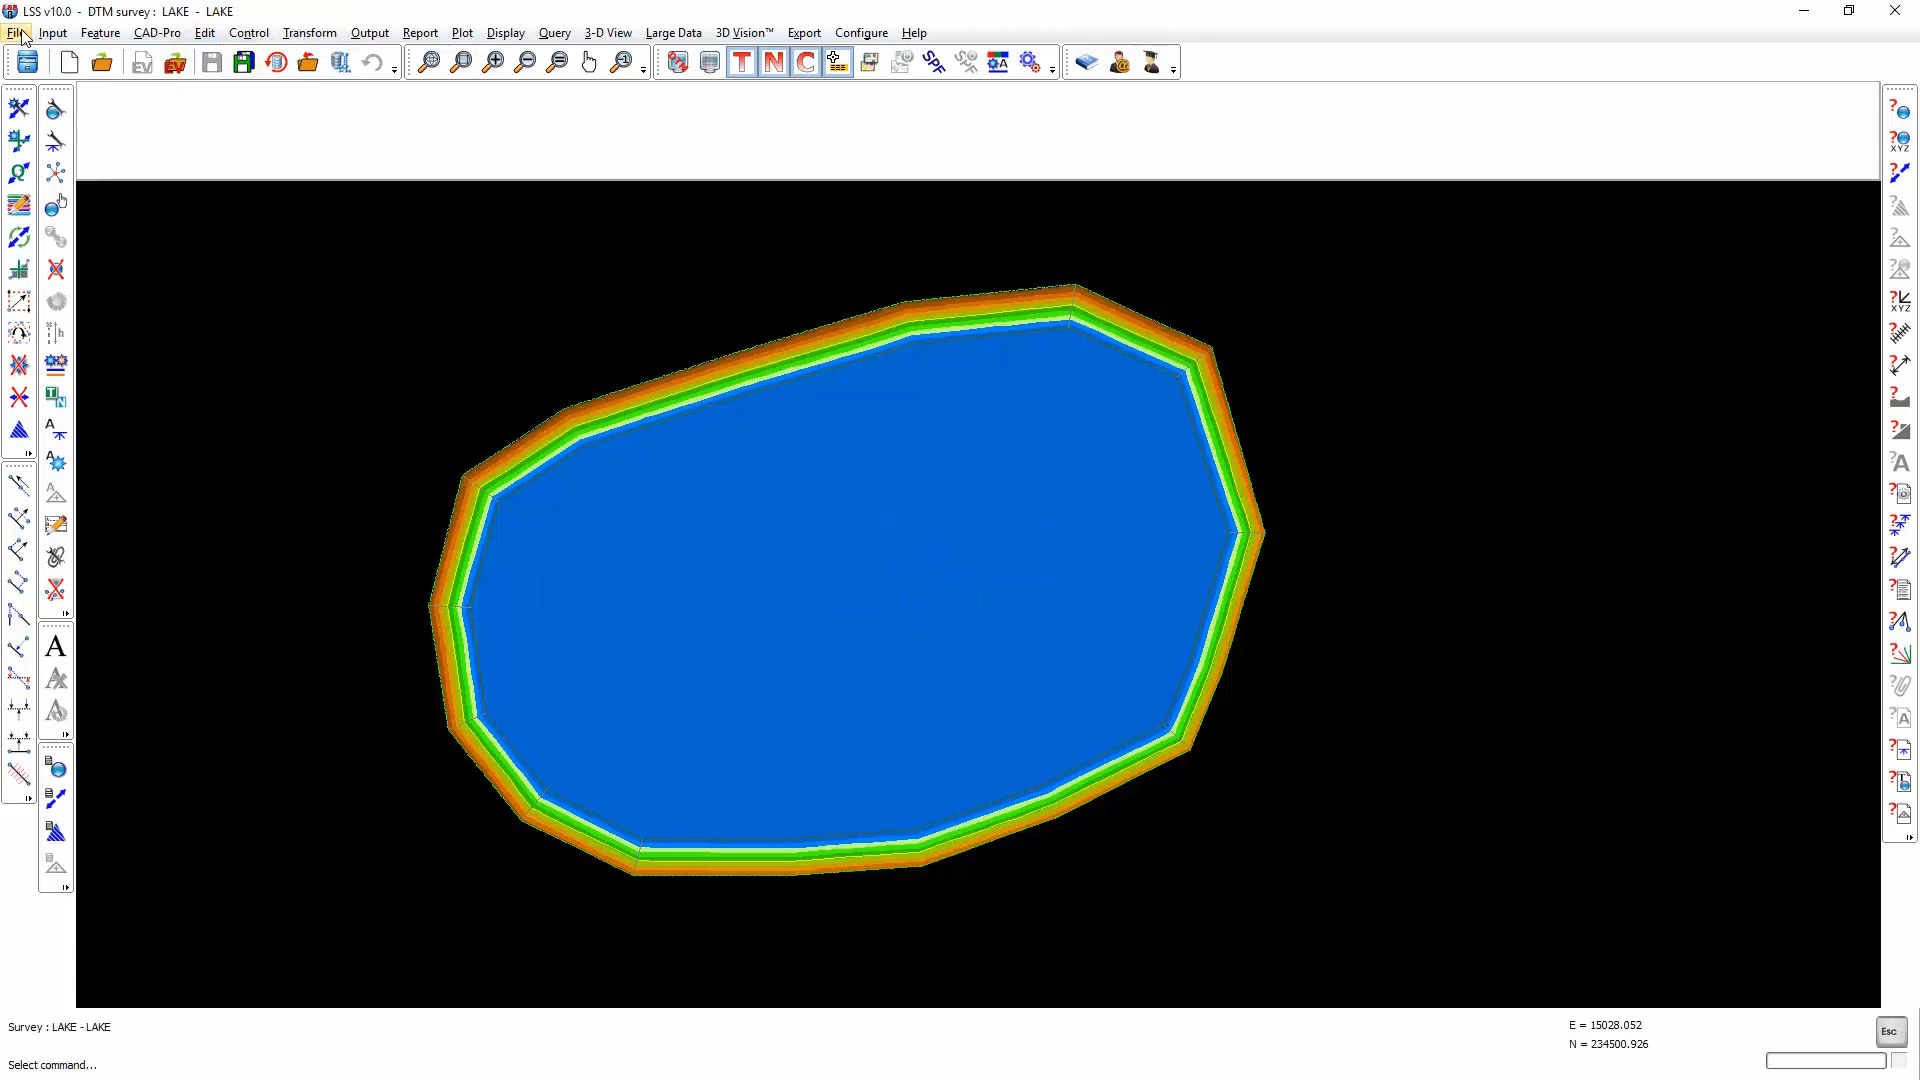 LSS v10.0 - DTM survey : LAKE - LAKE
File Input Feature CAD-Pro Edit Control Transform Output Report Plot Display Query 3-D View Large Data 3D Vision™ Export Configure Help
Survey : LAKE - LAKE
E = 15028.052
N = 234500.926
Esc
Select command...